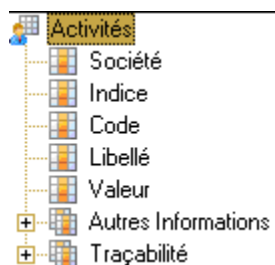 Activités
Société
Indice
Code
Libellé
Valeur
Autres Informations
Traçabilité